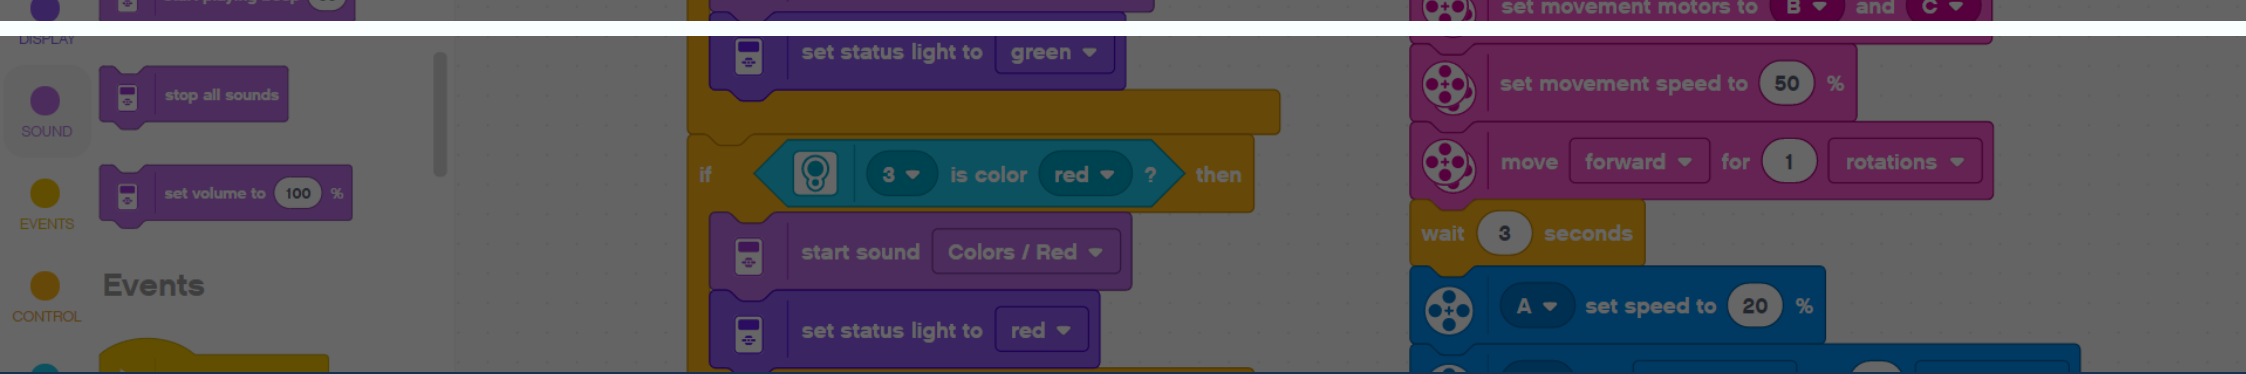 set movement motors to B and C
DISPLAY
set status light to green
stop all sounds
set movement speed to 50 %
SOUND
if 3 is color red ? then
move forward for 1 rotations
set volume to 100 %
EVENTS
wait 3 seconds
start sound Colors / Red
Events
CONTROL
A set speed to 20 %
set status light to red